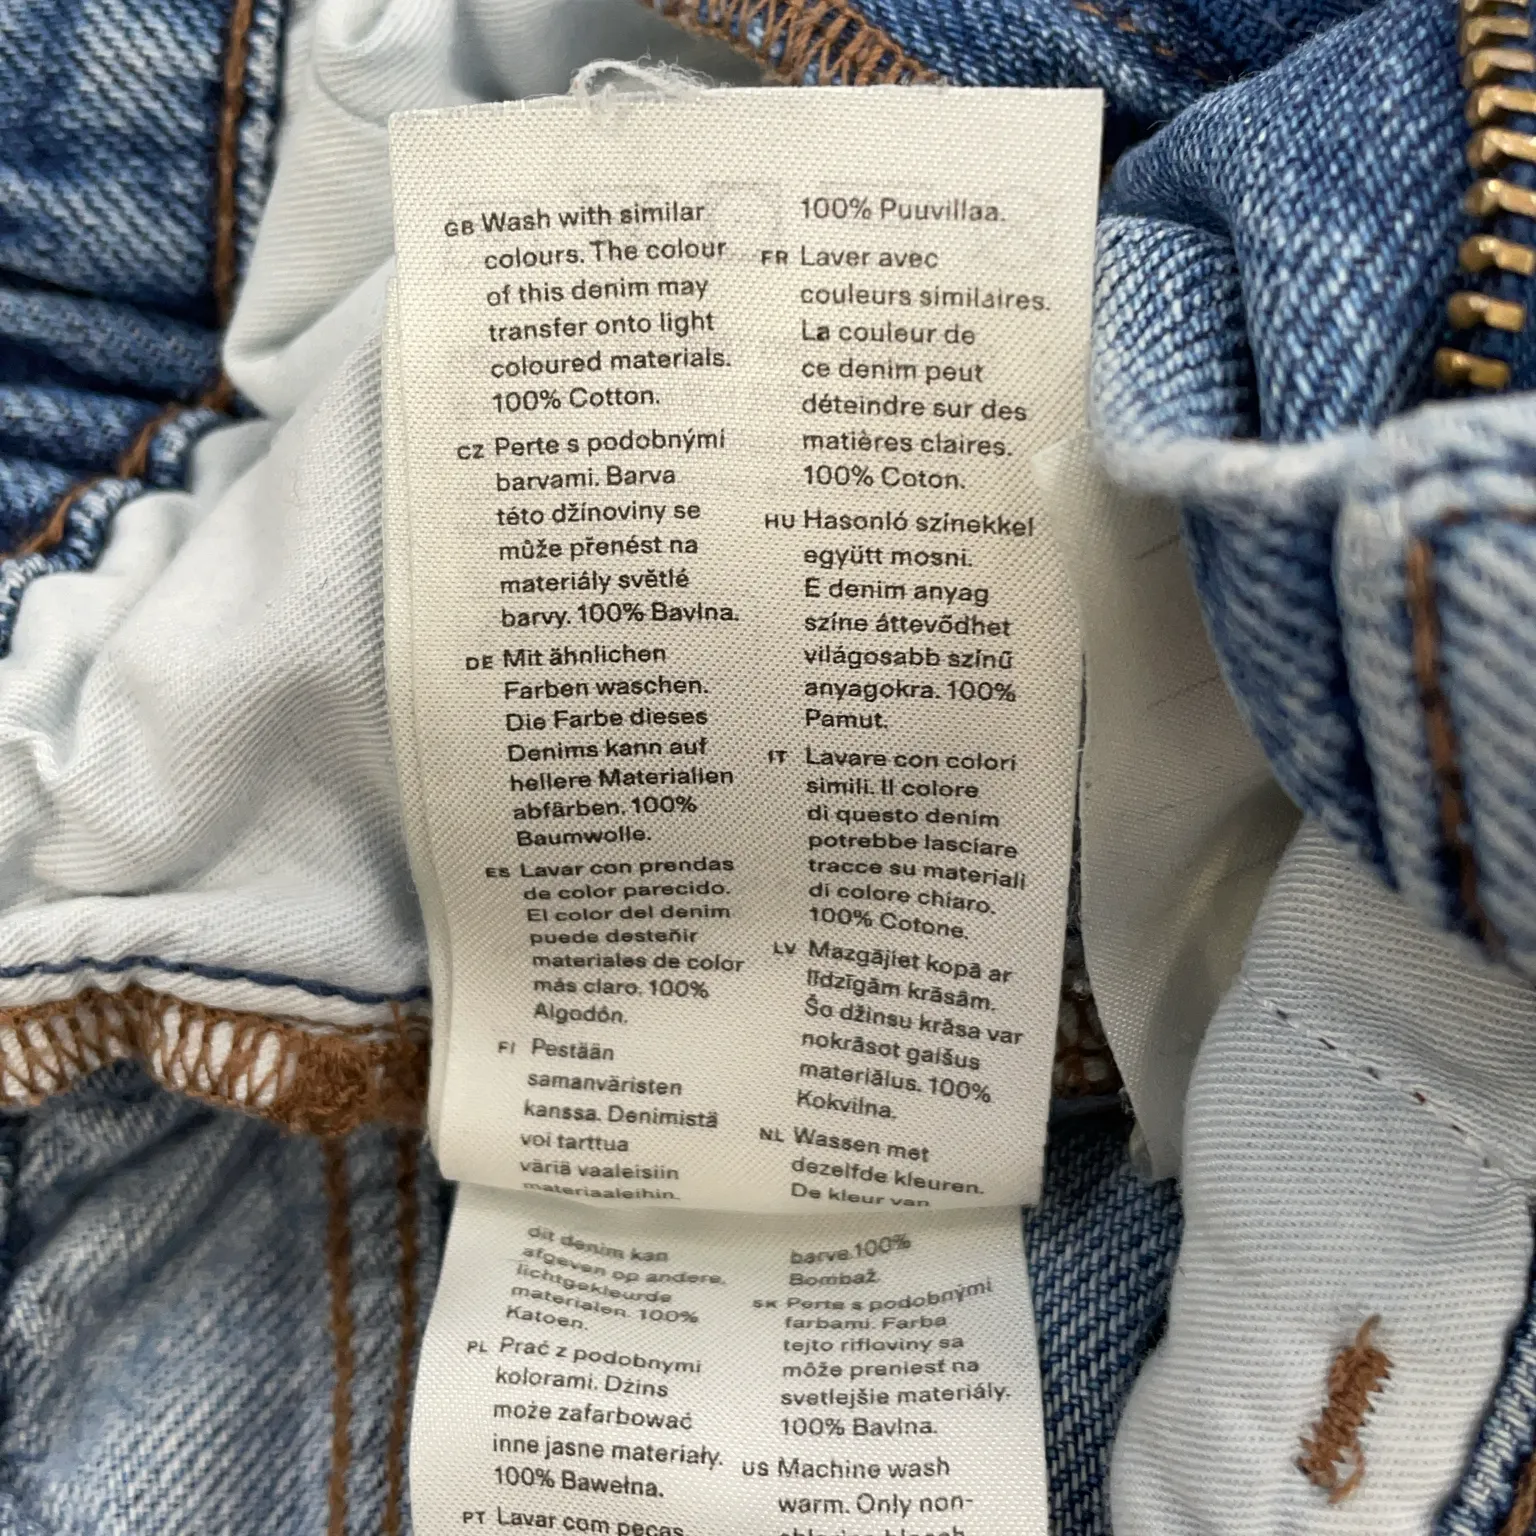 GB Wash with similar
colours. The colour
of this denim may
transfer onto light
coloured materials.
100% Cotton.
CZ Perte s podobnými
barvami. Barva
této džínoviny se
může přenést na
materiály světlé
barvy. 100% Bavlna.
DE Mit ähnlichen
Farben waschen.
Die Farbe dieses
Denims kann auf
hellere Materialien
abfärben. 100%
Baumwolle.
ES Lavar con prendas
de color parecido.
El color del denim
puede desteñir
materiales de color
más claro. 100%
Algodón.
FI Pestään
samanväristen
kanssa. Denimistä
voi tarttua
väriä vaaleisiin
materiaaleihin.
100% Puuvillaa.
FR Laver avec
couleurs similaires.
La couleur de
ce denim peut
déteindre sur des
matières claires.
100% Coton.
HU Hasonló színekkel
együtt mosni.
E denim anyag
színe áttevődhet
világosabb színű
anyagokra. 100%
Pamut.
IT Lavare con colori
simili. Il colore
di questo denim
potrebbe lasciare
tracce su materiali
di colore chiaro.
100% Cotone.
LV Mazgājiet kopā ar
līdzīgām krāsām.
Šo džinsu krāsa var
nokrāsot gaišus
materiālus. 100%
Kokvilna.
NL Wassen met
dezelfde kleuren.
De kleur van
dit denim kan
afgeven op andere,
lichtgekleurde
materialen. 100%
Katoen.
PL Prać z podobnymi
kolorami. Dżins
może zafarbować
inne jasne materiały.
100% Bawełna.
PT Lavar com peças
barve.100%
Bombaž.
SK Perte s podobnými
farbami. Farba
tejto rifloviny sa
môže preniesť na
svetlejšie materiály.
100% Bavlna.
US Machine wash
warm. Only non-